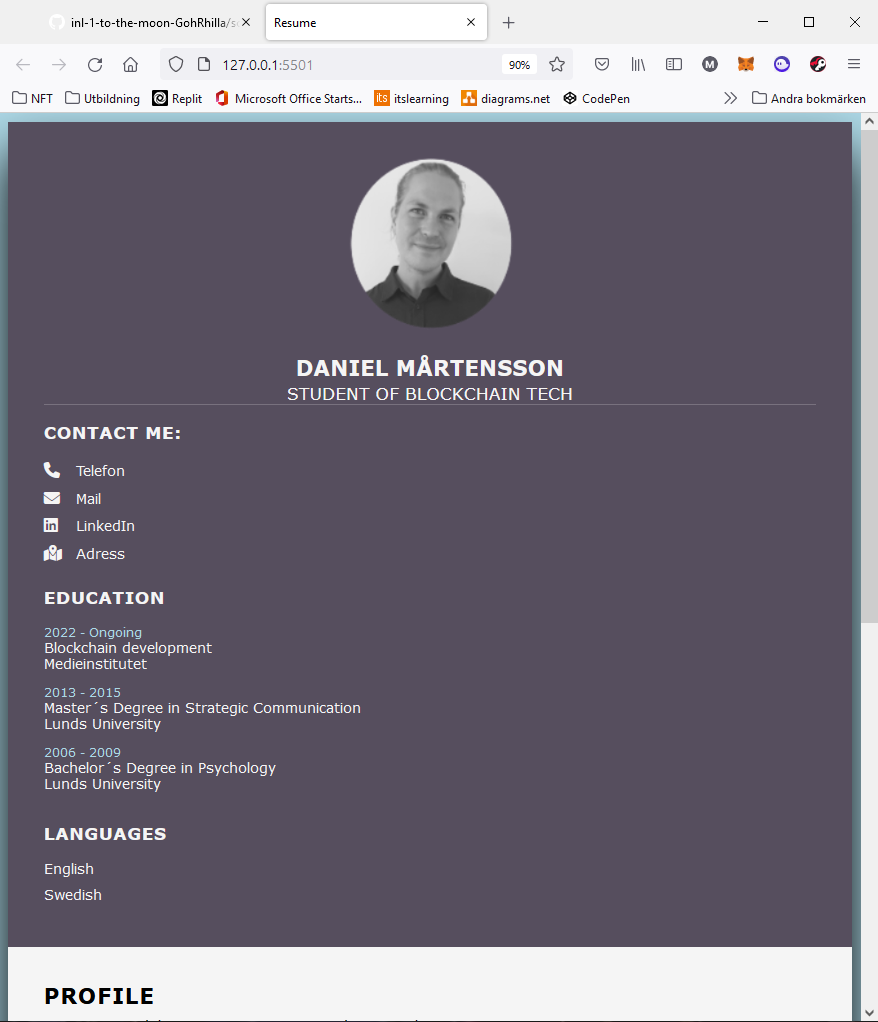 inl-1-to-the-moon-GohRhilla/s
Resume
127.0.0.1:5501
90%
NFT
Utbildning
Replit
Microsoft Office Starts...
its
itslearning
diagrams.net
CodePen
Andra bokmärken
M
DANIEL MÅRTENSSON
STUDENT OF BLOCKCHAIN TECH
CONTACT ME:
Telefon
Mail
in
LinkedIn
Adress
EDUCATION
2022 - Ongoing
Blockchain development
Medieinstitutet
2013 - 2015
Master´s Degree in Strategic Communication
Lunds University
2006 - 2009
Bachelor´s Degree in Psychology
Lunds University
LANGUAGES
English
Swedish
PROFILE